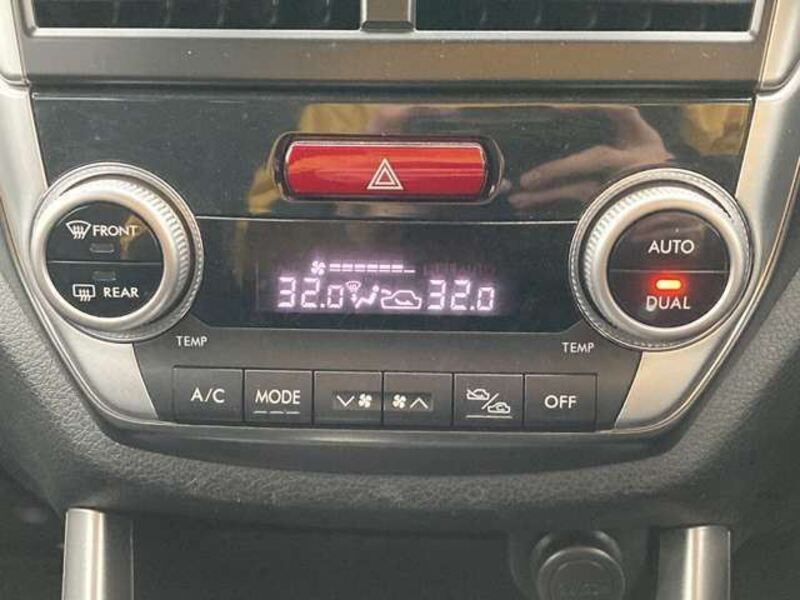 FRONT
REAR
AUTO
DUAL
32.0 32.0
TEMP
TEMP
A/C MODE OFF